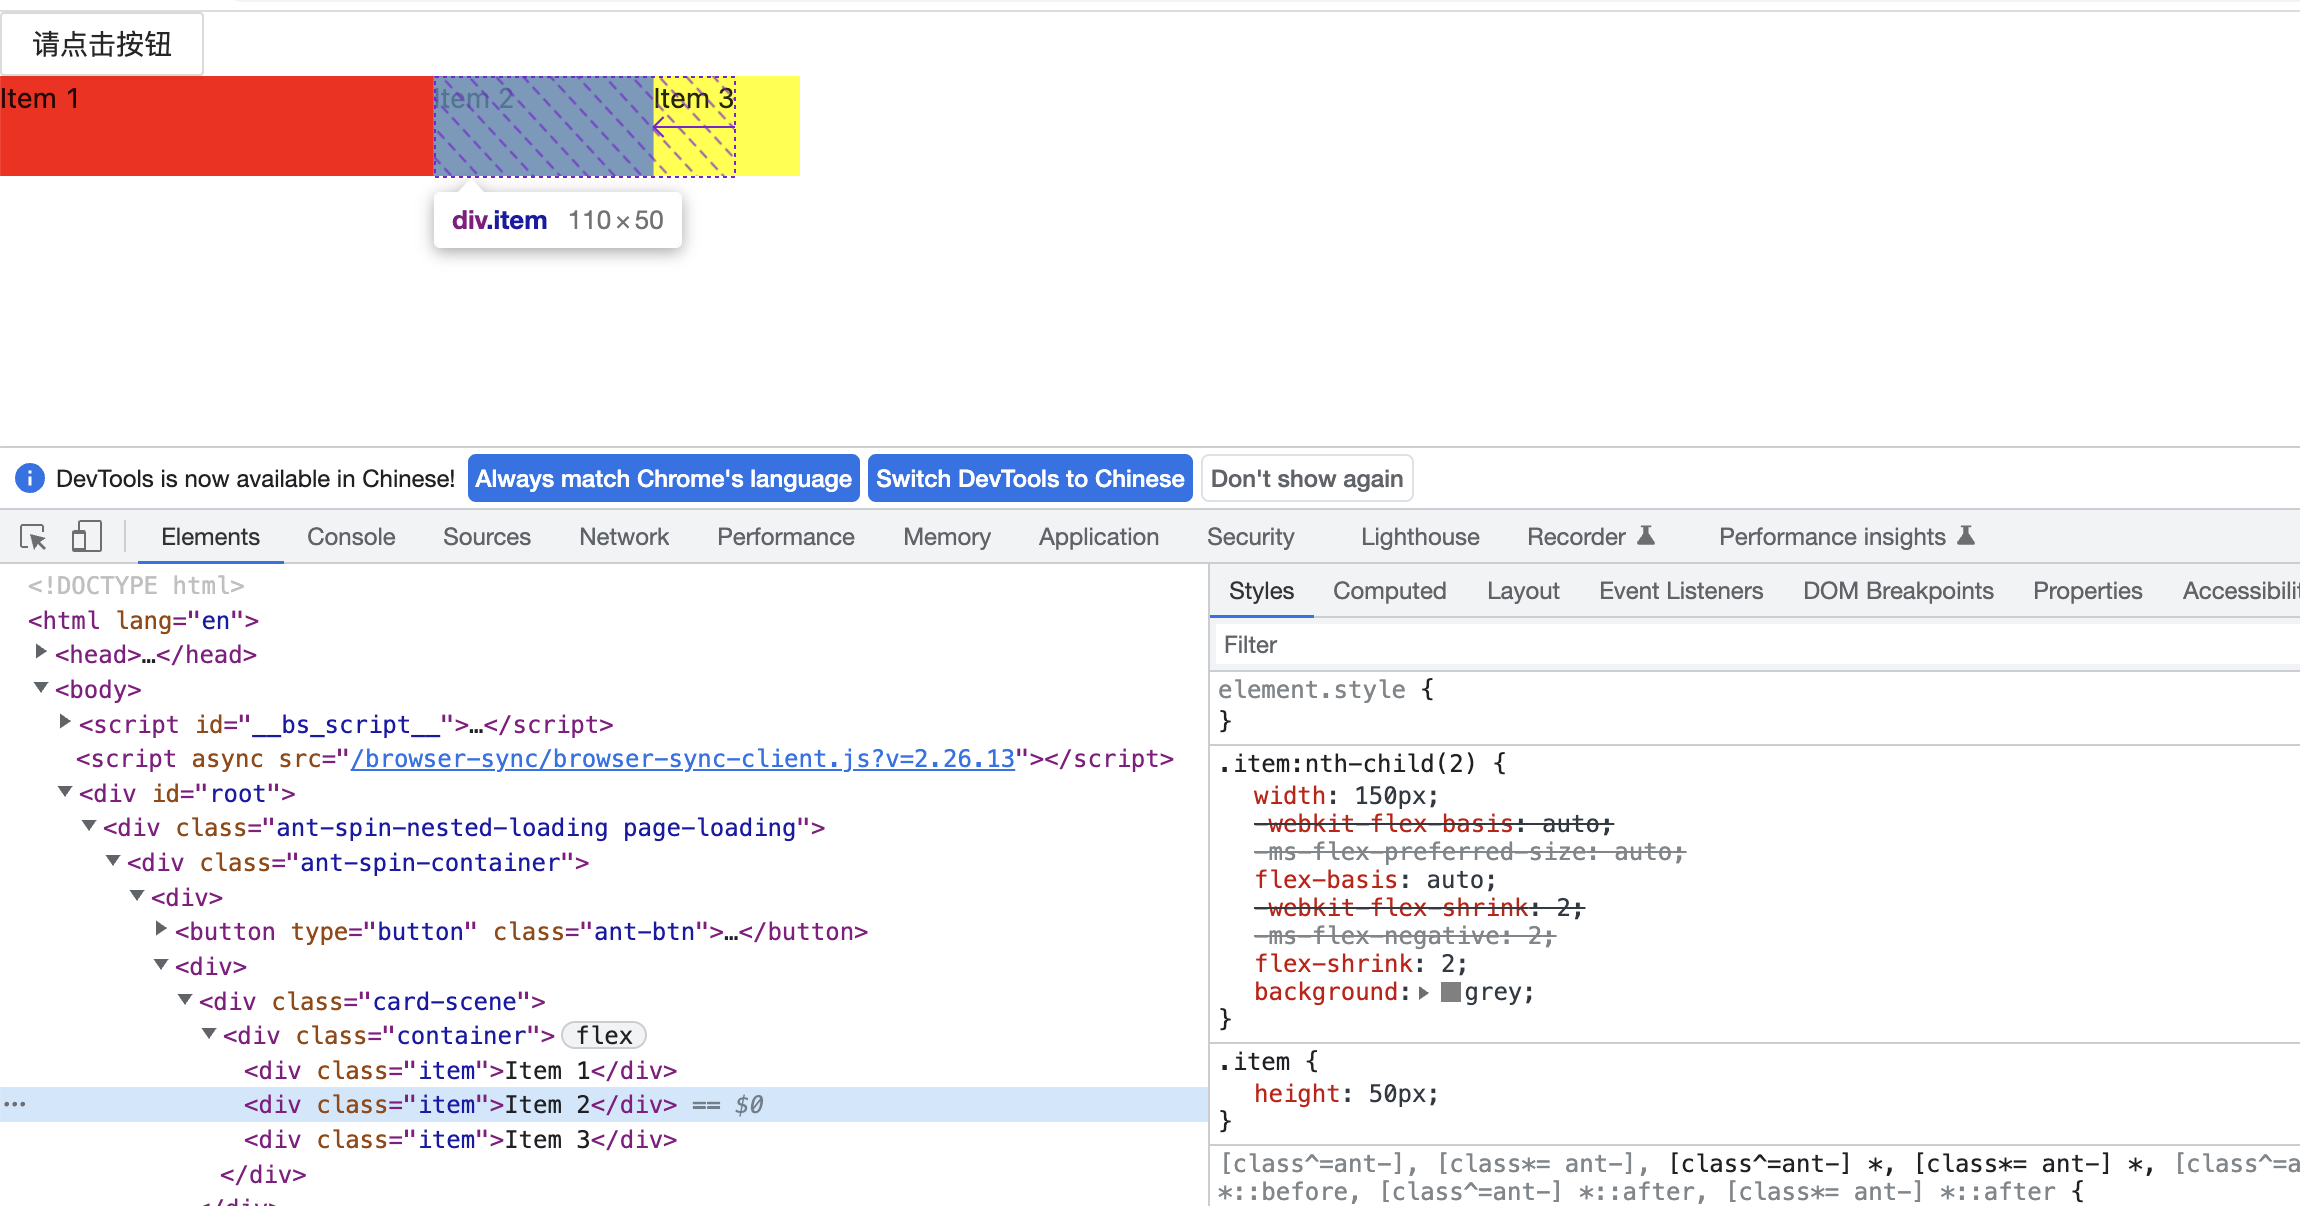 请点击按钮
Item 1 Item 2 Item 3
div.item 110×50
DevTools is now available in Chinese! Always match Chrome's language Switch DevTools to Chinese Don't show again
Elements Console Sources Network Performance Memory Application Security Lighthouse Recorder Performance insights
<!DOCTYPE html>
<html lang="en">
<head>…</head>
<body>
<script id="__bs_script__">…</script>
<script async src="/browser-sync/browser-sync-client.js?v=2.26.13"></script>
<div id="root">
<div class="ant-spin-nested-loading page-loading">
<div class="ant-spin-container">
<div>
<button type="button" class="ant-btn">…</button>
<div>
<div class="card-scene">
<div class="container"> flex
<div class="item">Item 1</div>
<div class="item">Item 2</div> == $0
<div class="item">Item 3</div>
</div>
</div>
Styles Computed Layout Event Listeners DOM Breakpoints Properties Accessibilit
Filter
element.style {
}
.item:nth-child(2) {
width: 150px;
-webkit-flex-basis: auto;
-ms-flex-preferred-size: auto;
flex-basis: auto;
-webkit-flex-shrink: 2;
-ms-flex-negative: 2;
flex-shrink: 2;
background: grey;
}
.item {
height: 50px;
}
[class^=ant-], [class*= ant-], [class^=ant-] *, [class*= ant-] *, [class^=a
*::before, [class^=ant-] *::after, [class*= ant-] *::after {